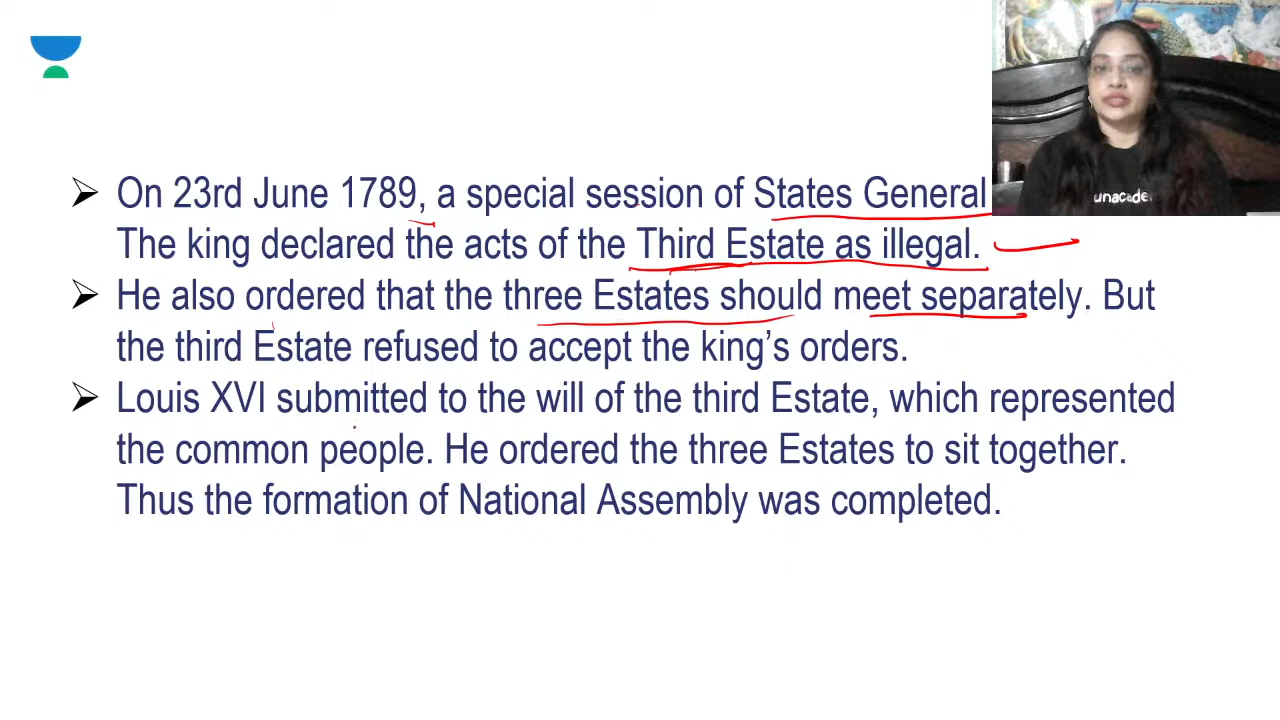 ➢ On 23rd June 1789, a special session of States General
The king declared the acts of the Third Estate as illegal.
➢ He also ordered that the three Estates should meet separately. But
the third Estate refused to accept the king’s orders.
➢ Louis XVI submitted to the will of the third Estate, which represented
the common people. He ordered the three Estates to sit together.
Thus the formation of National Assembly was completed.